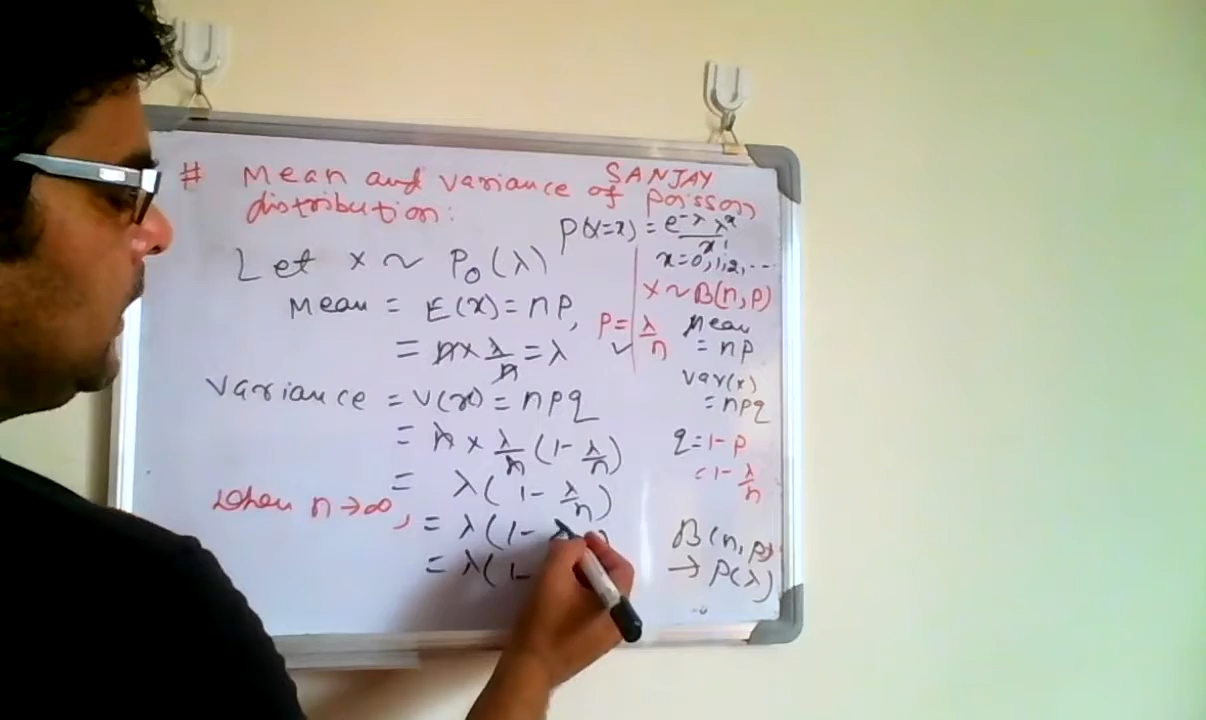 # Mean and variance of Poisson
SANJAY
distribution:
P(X=x) = e^-λ λ^x / x!
x=0,1,2,...
Let x ~ Po(λ)
Mean = E(x) = np,
= n × λ/n = λ
P = λ/n
✓
x ~ B(n,p)
Mean
= np
Var(x)
= npq
q = 1-p
= 1 - λ/n
B(n,p)
→ P(λ)
Variance = V(x) = npq
= n × λ/n (1 - λ/n)
= λ(1 - λ/n)
when n→∞, = λ(1 -
= λ(1 -